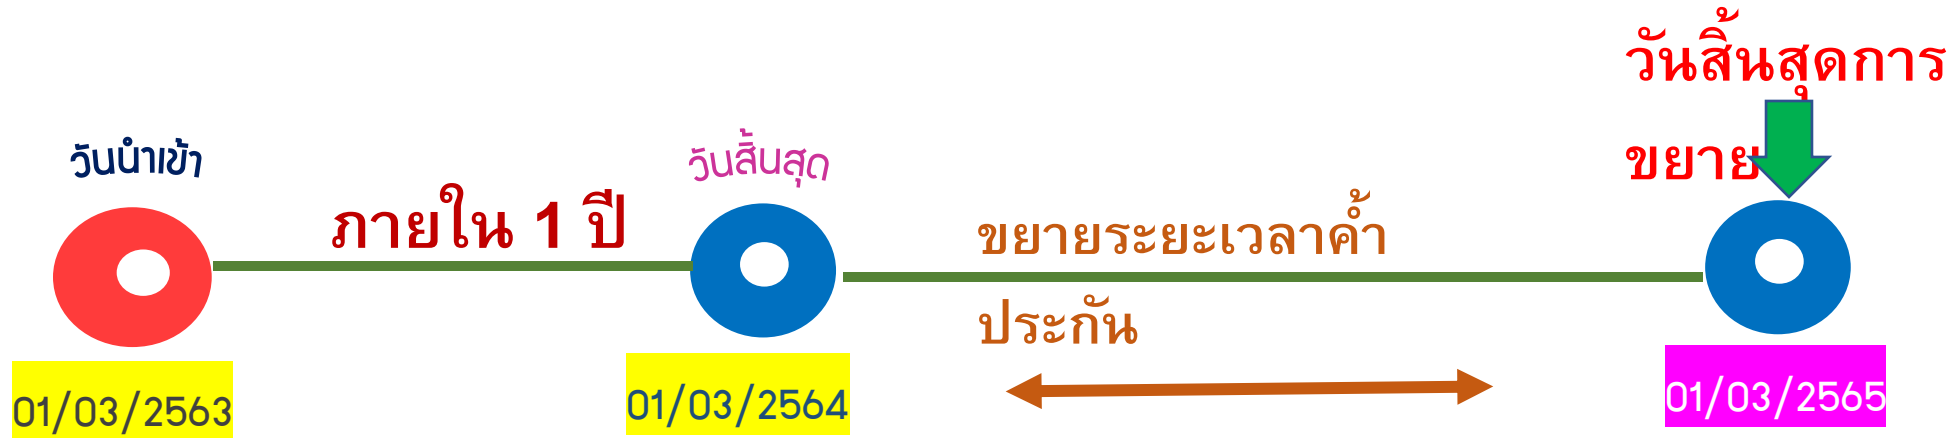 วันนำเข้า
ภายใน 1 ปี
วันสิ้นสุด
ขยายระยะเวลาค้ำ
ประกัน
วันสิ้นสุดการ
ขยาย
01/03/2563
01/03/2564
01/03/2565